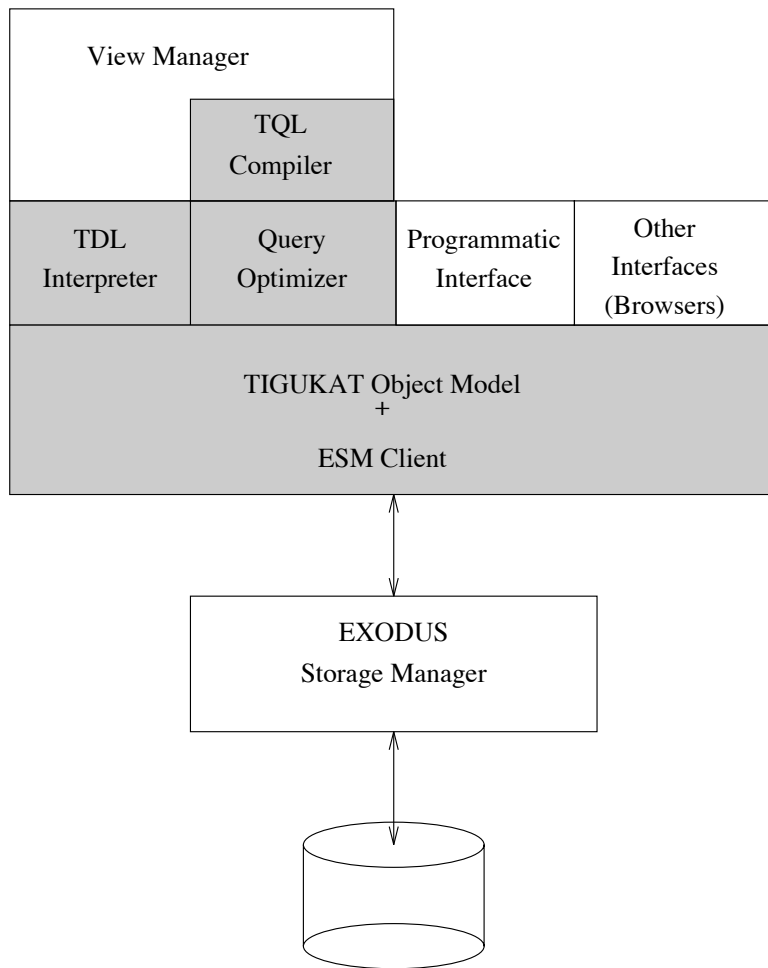 View Manager
TQL
Compiler
TDL
Interpreter
Query
Optimizer
Programmatic
Interface
Other
Interfaces
(Browsers)
TIGUKAT Object Model
+
ESM Client
EXODUS
Storage Manager